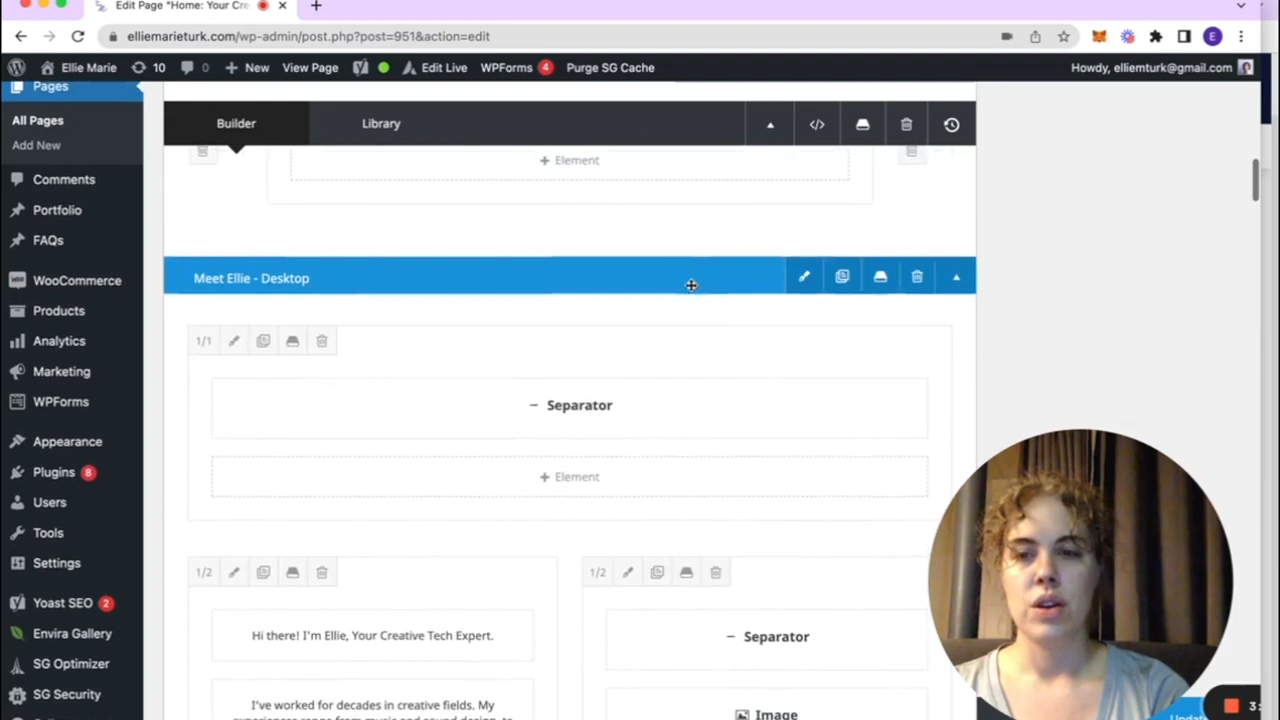 Edit Page "Home: Your Cre
elliemarieturk.com/wp-admin/post.php?post=951&action=edit
E
Ellie Marie
10
0
New
View Page
Edit Live
WPForms 4
Purge SG Cache
Howdy, elliemturk@gmail.com
Pages
All Pages
Add New
Comments
Portfolio
FAQs
WooCommerce
Products
Analytics
Marketing
WPForms
Appearance
Plugins 8
Users
Tools
Settings
Yoast SEO 2
Envira Gallery
SG Optimizer
SG Security
Builder
Library
+ Element
Meet Ellie - Desktop
1/1
Separator
+ Element
1/2
Hi there! I'm Ellie, Your Creative Tech Expert.
I've worked for decades in creative fields. My
1/2
Separator
Image
3: